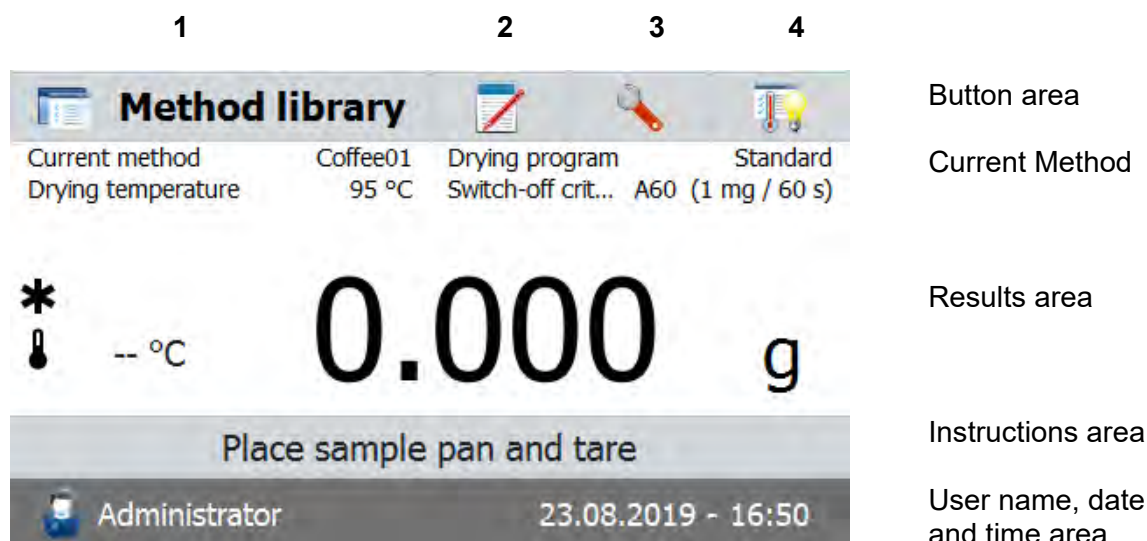 1 2 3 4
Method library
Button area
Current method Coffee01 Drying program Standard
Current Method
Drying temperature 95 °C Switch-off crit... A60 (1 mg / 60 s)
Results area
0.000 g
-- °C
Instructions area
Place sample pan and tare
User name, date
Administrator 23.08.2019 - 16:50
and time area